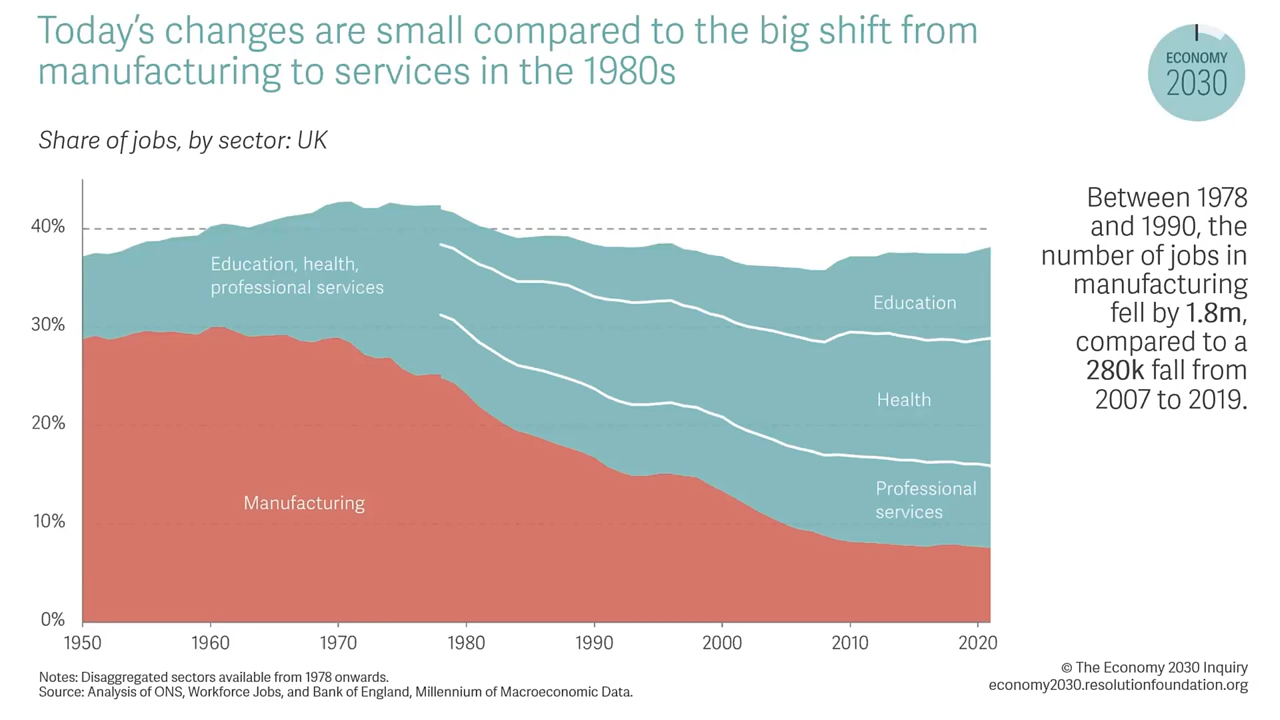 Today's changes are small compared to the big shift from
manufacturing to services in the 1980s
ECONOMY
2030
Share of jobs, by sector: UK
Between 1978
and 1990, the
number of jobs in
manufacturing
fell by 1.8m,
compared to a
280k fall from
2007 to 2019.
40%
30%
20%
10%
0%
Education, health,
professional services
Manufacturing
Education
Health
Professional
services
1950
1960
1970
1980
1990
2000
2010
2020
Notes: Disaggregated sectors available from 1978 onwards.
Source: Analysis of ONS, Workforce Jobs, and Bank of England, Millennium of Macroeconomic Data.
© The Economy 2030 Inquiry
economy2030.resolutionfoundation.org